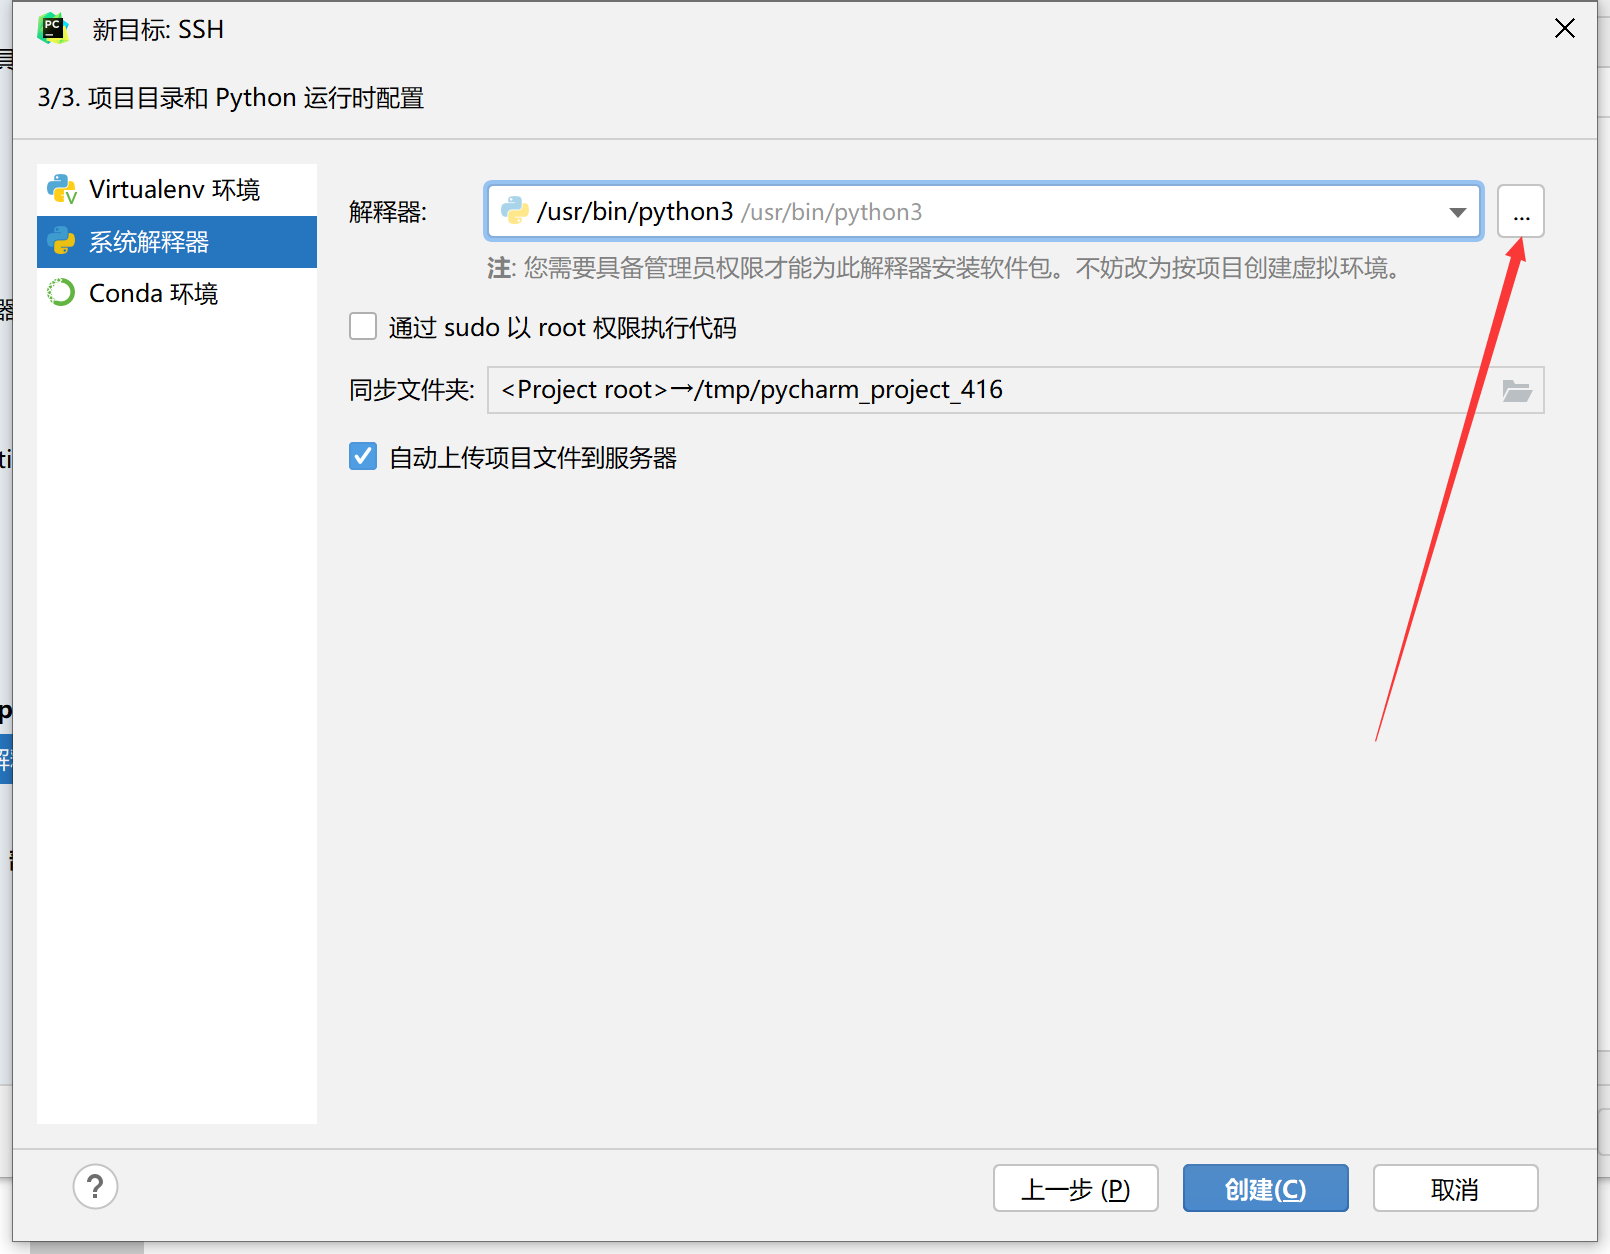 新目标: SSH
3/3. 项目目录和 Python 运行时配置
Virtualenv 环境
系统解释器
Conda 环境
解释器: /usr/bin/python3 /usr/bin/python3
...
注: 您需要具备管理员权限才能为此解释器安装软件包。不妨改为按项目创建虚拟环境。
通过 sudo 以 root 权限执行代码
同步文件夹: <Project root>→/tmp/pycharm_project_416
自动上传项目文件到服务器
?
上一步 (P) 创建(C) 取消